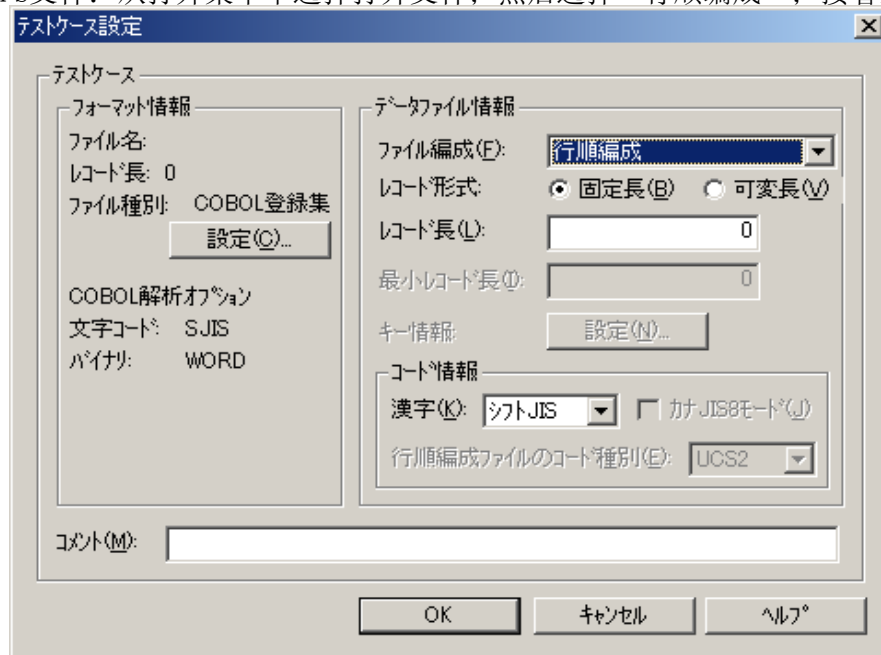 テストケース設定
テストケース
フォーマット情報
ファイル名:
レコード長: 0
ファイル種別: COBOL登録集
設定(C)...
COBOL解析オプション
文字コード: SJIS
バイナリ: WORD
データファイル情報
ファイル編成(F): 行順編成
レコード形式: 固定長(B) 可変長(V)
レコード長(L): 0
最小レコード長(I): 0
キー情報: 設定(N)...
コード情報
漢字(K): シフトJIS カナJIS8モード(J)
行順編成ファイルのコード種別(E): UCS2
コメント(M):
OK キャンセル ヘルプ